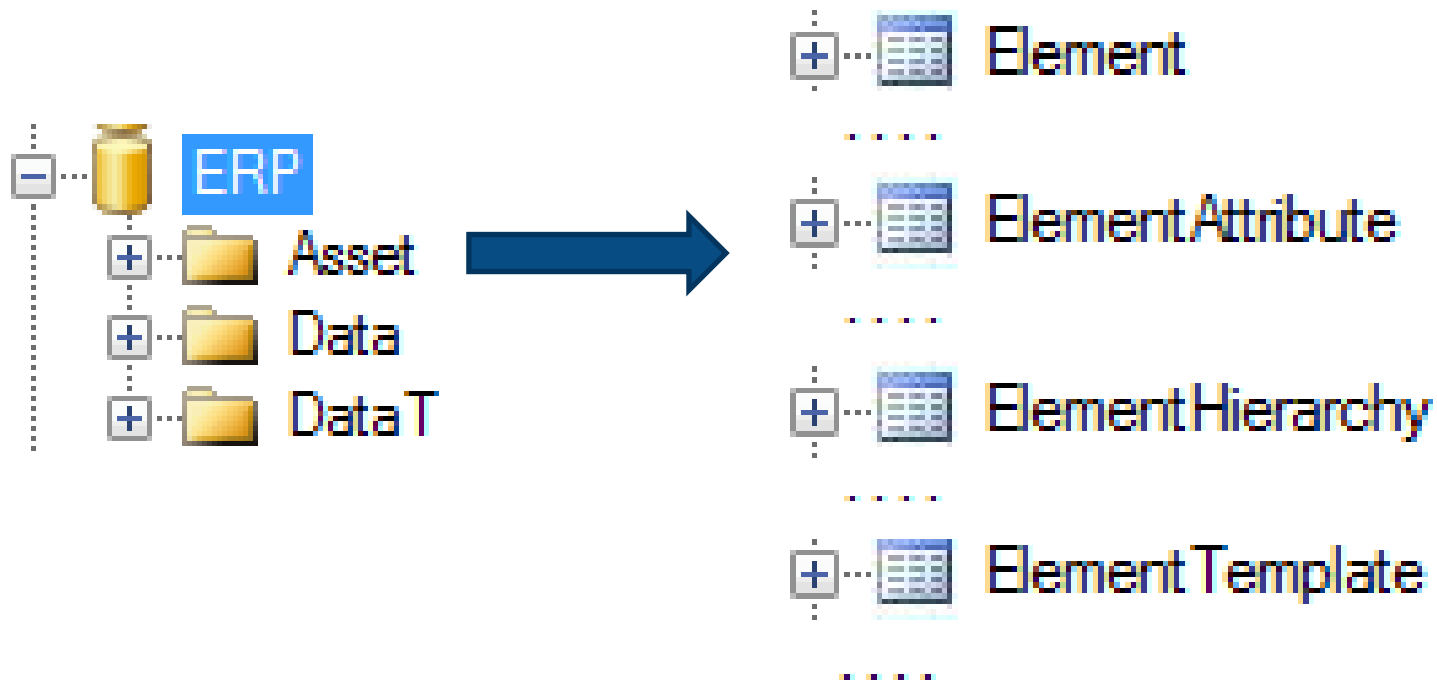 ERP
Asset
Data
DataT
Element
....
ElementAttribute
....
ElementHierarchy
....
ElementTemplate
....